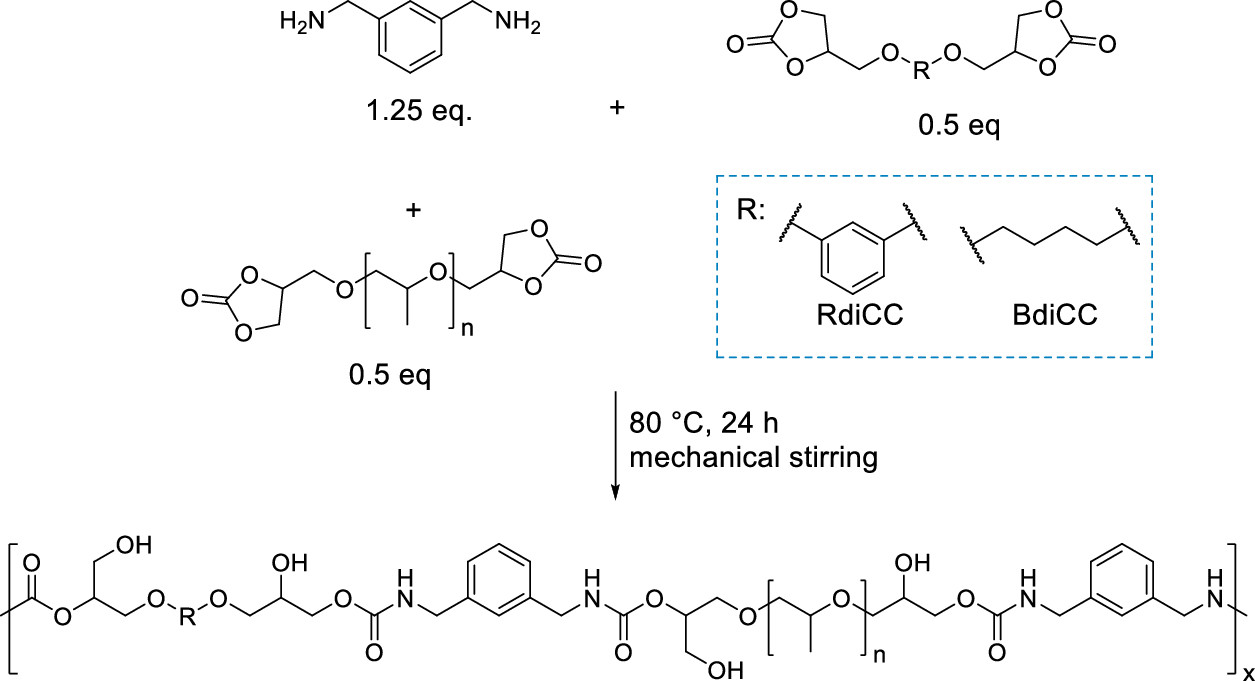 H2N NH2
O O O O
O O R O O
1.25 eq. +
0.5 eq
+
R:
O O O O O O O O
n
RdiCC BdiCC
0.5 eq
80 °C, 24 h
mechanical stirring
O OH OH H H OH H H
O O R O O N N O O O O N N
O O n O
OH x